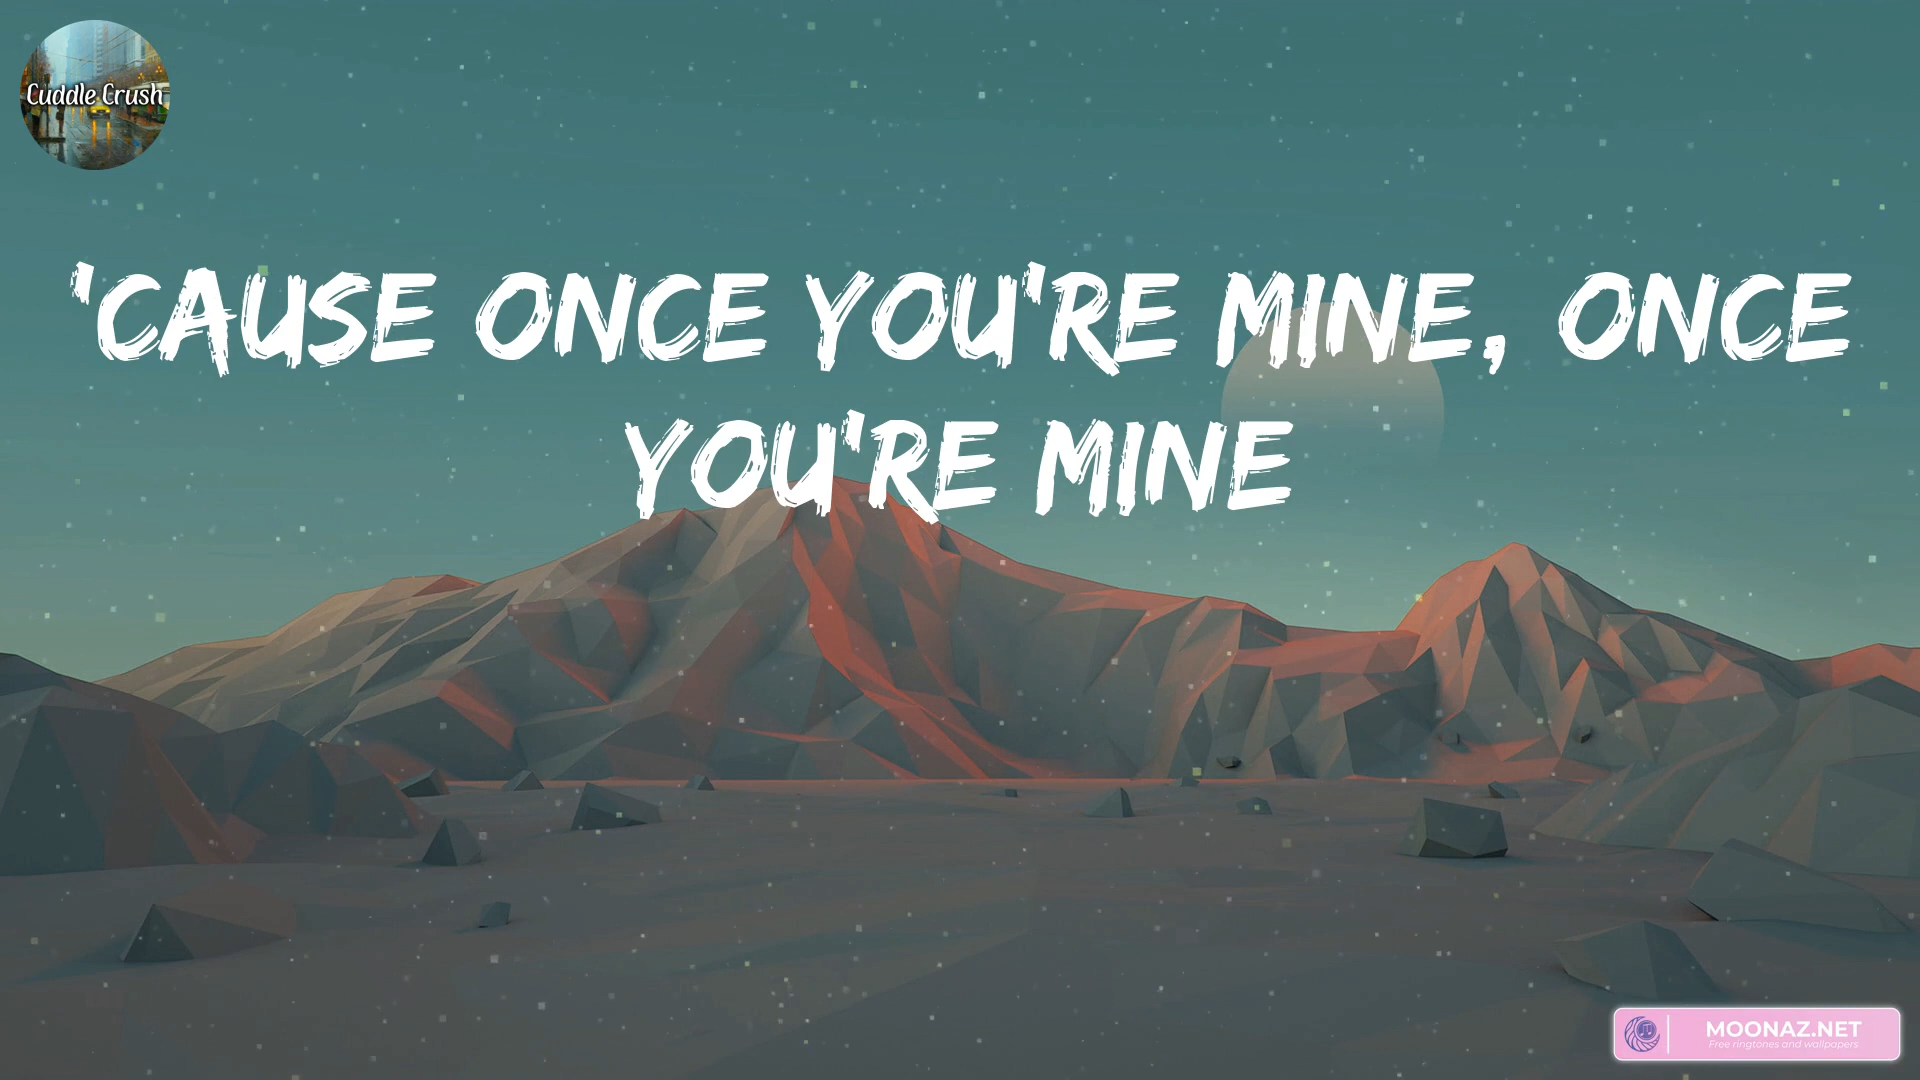 Cuddle Crush
'CAUSE ONCE YOU'RE MINE, ONCE
YOU'RE MINE
MOONAZ.NET
Free ringtones and wallpapers